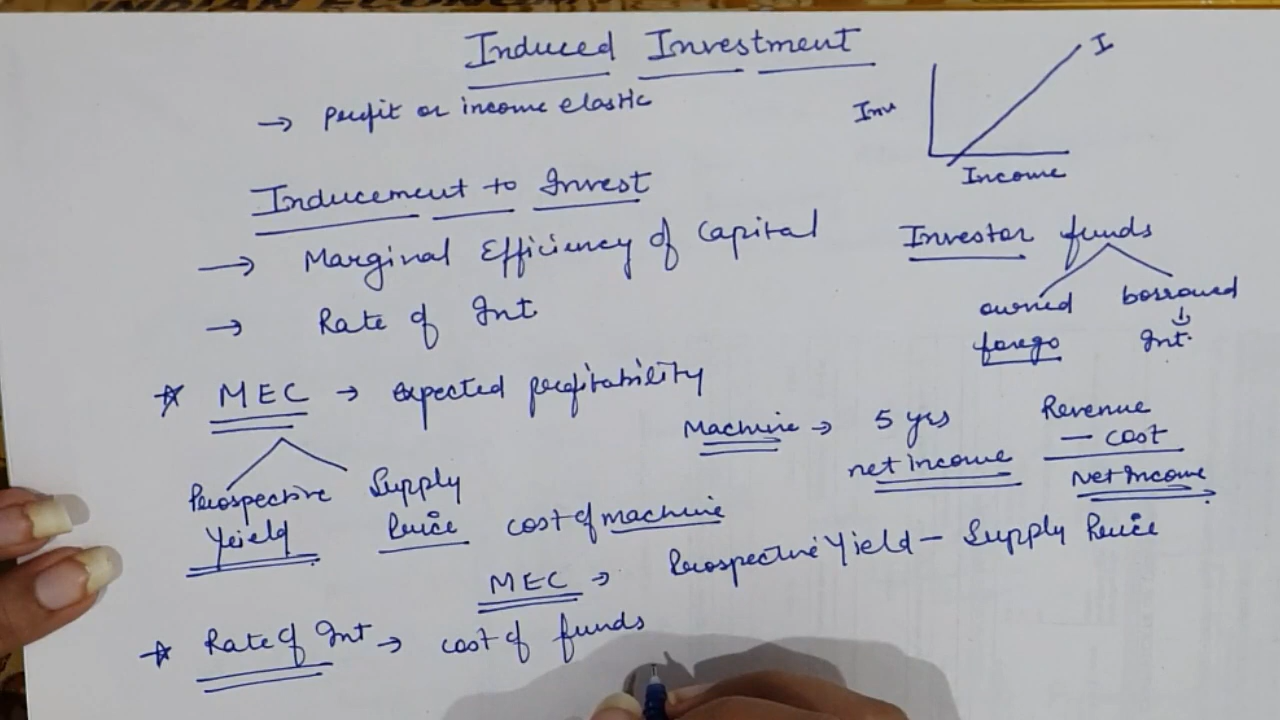 INDIAN ECONOMY
Induced Investment
→ profit or income elastic
I
Inv
Income
Inducement to Invest
→ Marginal Efficiency of Capital
→ Rate of Int
Investor funds
owned borrowed
forego Int.
☆ MEC → expected profitability
Prospective Yield
Supply Price cost of machine
Machine → 5 yrs
net income
Revenue
— cost
Net Income
MEC → Prospective Yield — Supply Price
☆ Rate of Int → cost of funds